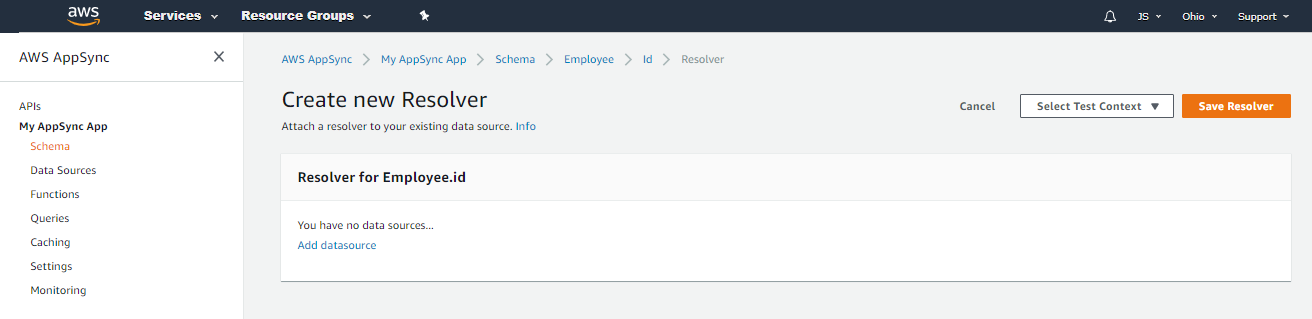 aws Services Resource Groups JS Ohio Support
AWS AppSync
AWS AppSync My AppSync App Schema Employee Id Resolver
Create new Resolver
Cancel Select Test Context Save Resolver
Attach a resolver to your existing data source. Info
APIs
My AppSync App
Schema
Data Sources
Functions
Queries
Caching
Settings
Monitoring
Resolver for Employee.id
You have no data sources...
Add datasource